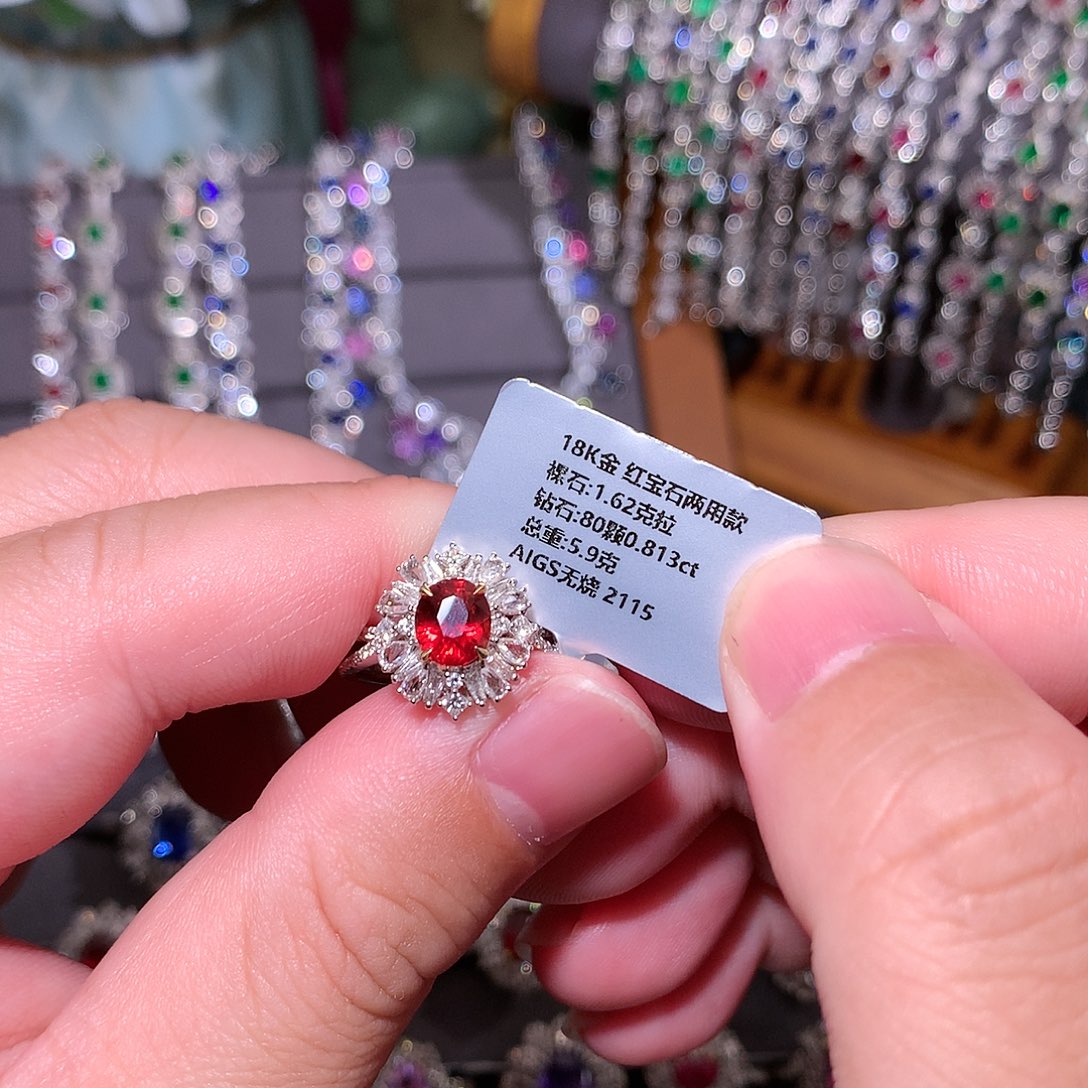 18K金 红宝石两用款
裸石:1.62克拉
钻石:80颗0.813ct
总重:5.9克
AIGS无烧 2115